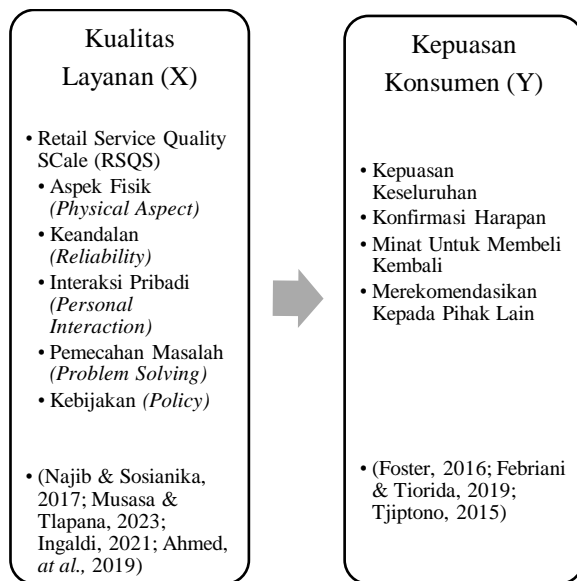 Kualitas
Layanan (X)
• Retail Service Quality
SCale (RSQS)
• Aspek Fisik
(Physical Aspect)
• Keandalan
(Reliability)
• Interaksi Pribadi
(Personal
Interaction)
• Pemecahan Masalah
(Problem Solving)
• Kebijakan (Policy)
• (Najib & Sosianika,
2017; Musasa &
Tlapana, 2023;
Ingaldi, 2021; Ahmed,
at al., 2019)
Kepuasan
Konsumen (Y)
• Kepuasan
Keseluruhan
• Konfirmasi Harapan
• Minat Untuk Membeli
Kembali
• Merekomendasikan
Kepada Pihak Lain
• (Foster, 2016; Febriani
& Tiorida, 2019;
Tjiptono, 2015)